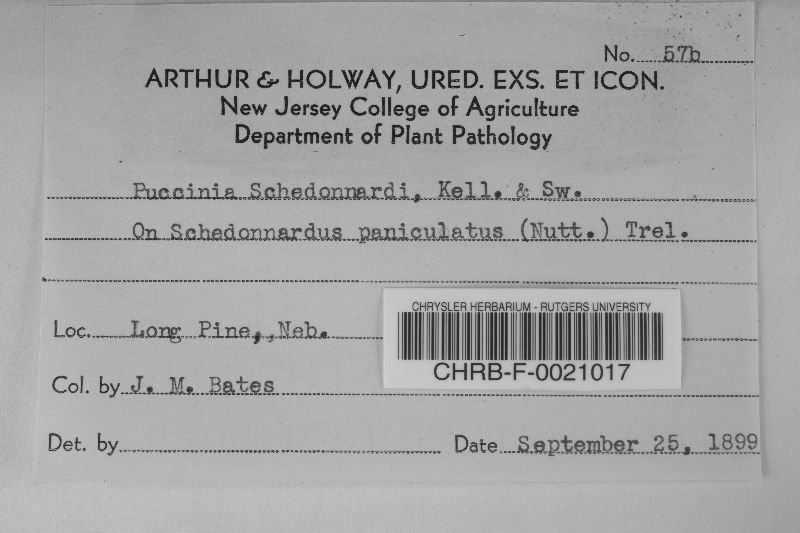 No. 57b
ARTHUR & HOLWAY, URED. EXS. ET ICON.
New Jersey College of Agriculture
Department of Plant Pathology
Puccinia Schedonnardi, Kell. & Sw.
On Schedonnardus paniculatus (Nutt.) Trel.
CHRYSLER HERBARIUM - RUTGERS UNIVERSITY
Loc. Long Pine, Neb.
CHRB-F-0021017
Col. by J. M. Bates
Det. by
Date September 25, 1899